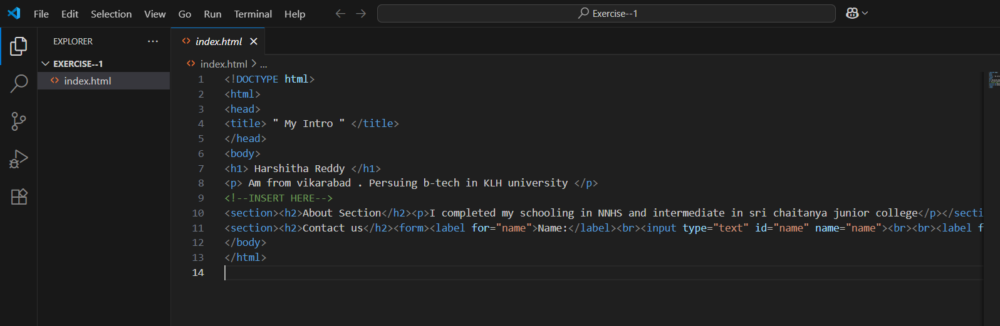 File Edit Selection View Go Run Terminal Help
Exercise--1
EXPLORER
EXERCISE--1
index.html
index.html
index.html > ...
1 <!DOCTYPE html>
2 <html>
3 <head>
4 <title> " My Intro " </title>
5 </head>
6 <body>
7 <h1> Harshitha Reddy </h1>
8 <p> Am from vikarabad . Persuing b-tech in KLH university </p>
9 <!--INSERT HERE-->
10 <section><h2>About Section</h2><p>I completed my schooling in NNHS and intermediate in sri chaitanya junior college</p></secti
11 <section><h2>Contact us</h2><form><label for="name">Name:</label><br><input type="text" id="name" name="name"><br><br><label f
12 </body>
13 </html>
14